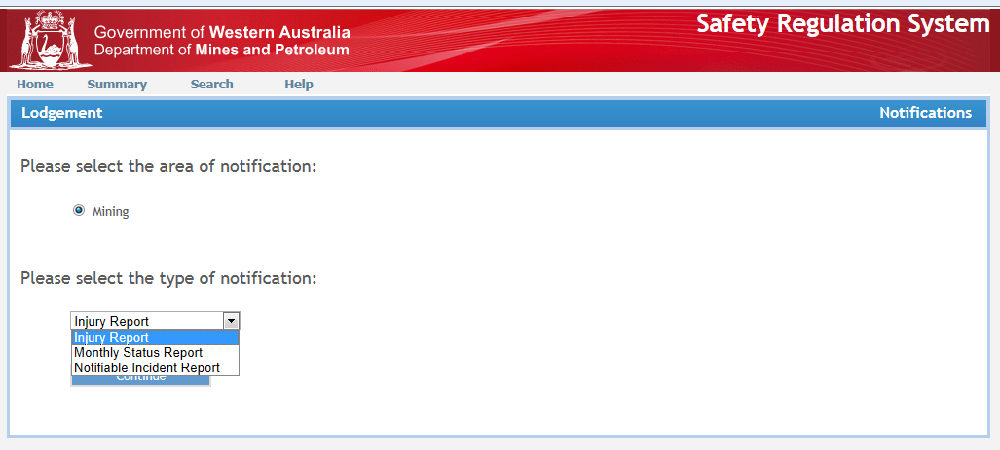 Government of Western Australia
Department of Mines and Petroleum
Safety Regulation System
Home Summary Search Help
Lodgement Notifications
Please select the area of notification:
Mining
Please select the type of notification:
Injury Report
Injury Report
Monthly Status Report
Notifiable Incident Report
Continue